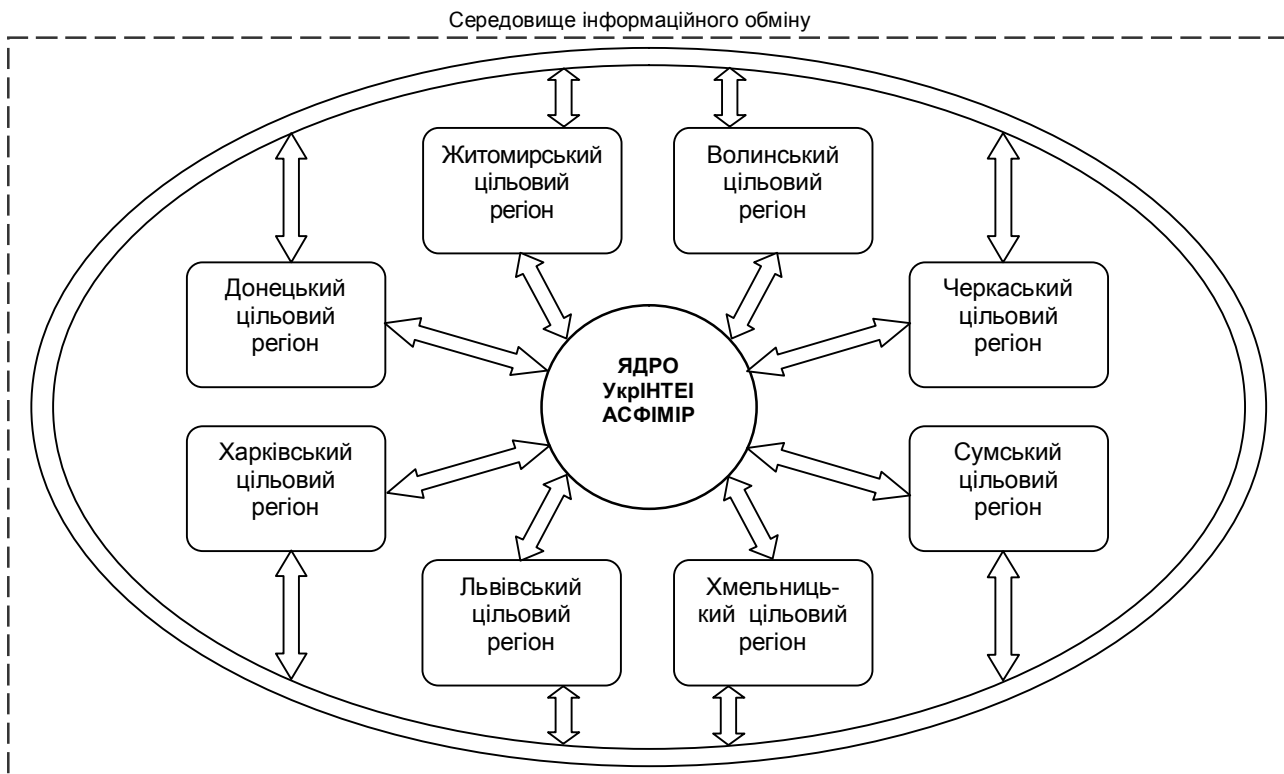 Середовище інформаційного обміну
Житомирський
цільовий
регіон
Волинський
цільовий
регіон
Донецький
цільовий
регіон
Черкаський
цільовий
регіон
ЯДРО
УкрІНТЕІ
АСФІМІР
Харківський
цільовий
регіон
Сумський
цільовий
регіон
Львівський
цільовий
регіон
Хмельниць-
кий цільовий
регіон